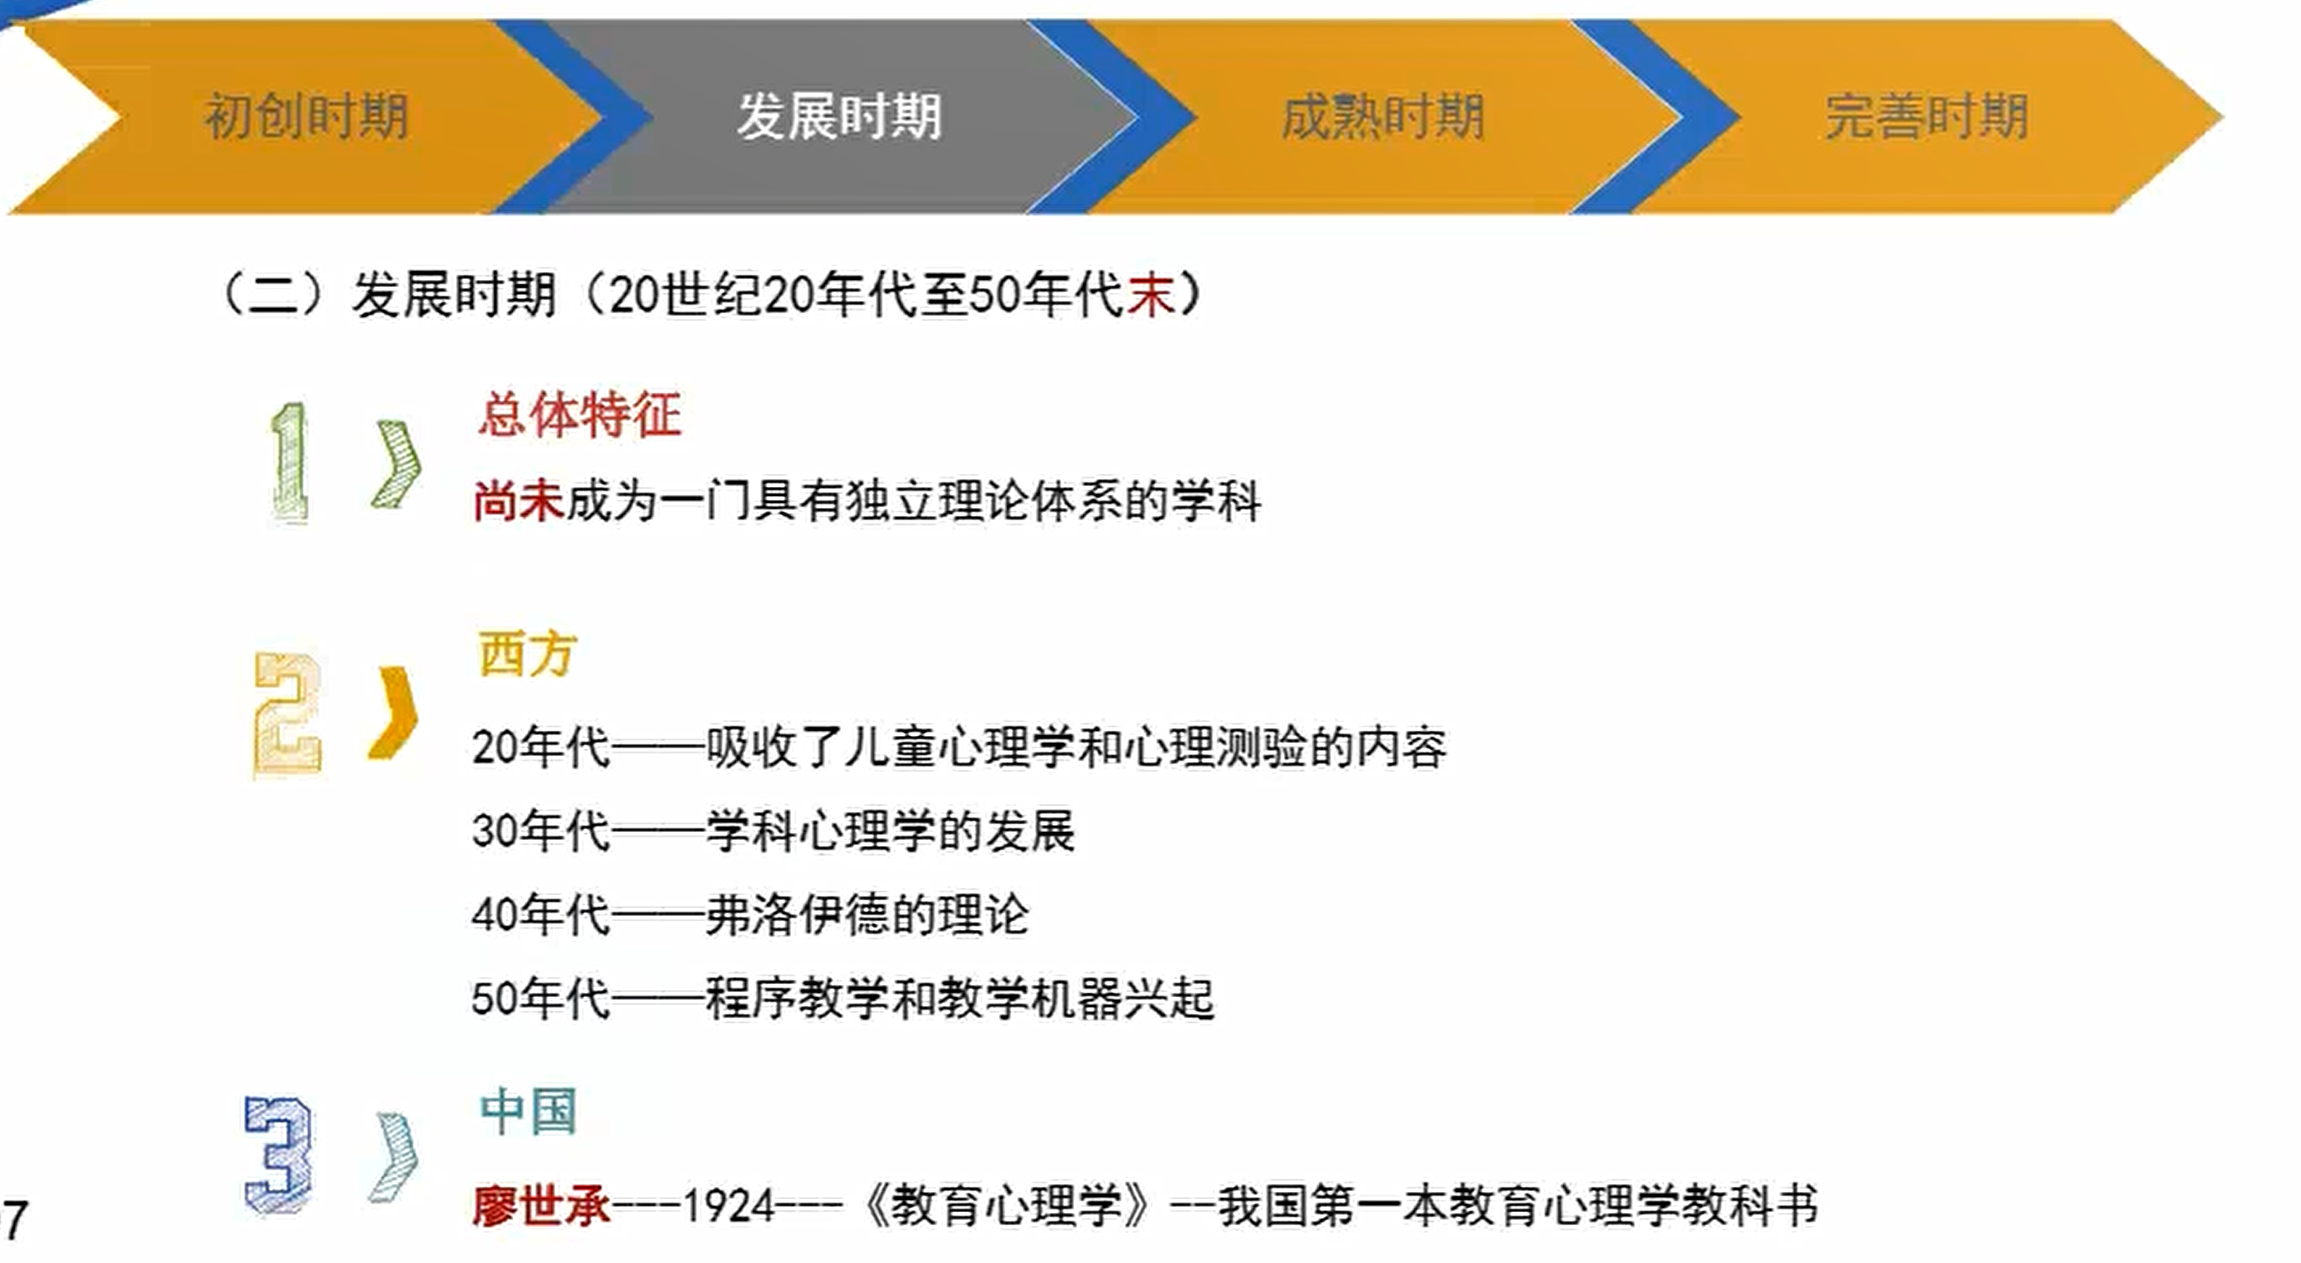 初创时期
发展时期
成熟时期
完善时期
（二）发展时期（20世纪20年代至50年代末）
1
总体特征
尚未成为一门具有独立理论体系的学科
2
西方
20年代——吸收了儿童心理学和心理测验的内容
30年代——学科心理学的发展
40年代——弗洛伊德的理论
50年代——程序教学和教学机器兴起
3
中国
廖世承---1924---《教育心理学》--我国第一本教育心理学教科书
7